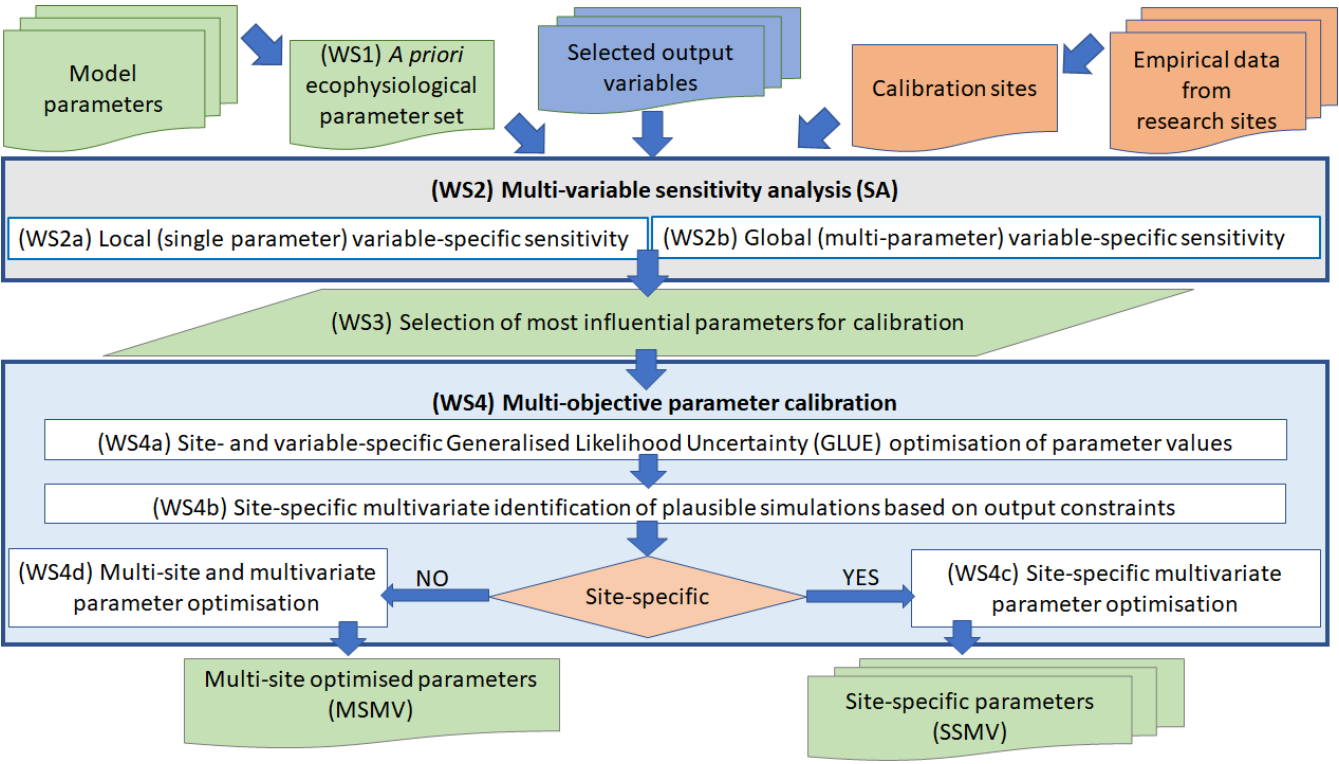 Model
parameters
(WS1) A priori
ecophysiological
parameter set
Selected output
variables
Calibration sites
Empirical data
from
research sites
(WS2) Multi-variable sensitivity analysis (SA)
(WS2a) Local (single parameter) variable-specific sensitivity
(WS2b) Global (multi-parameter) variable-specific sensitivity
(WS3) Selection of most influential parameters for calibration
(WS4) Multi-objective parameter calibration
(WS4a) Site- and variable-specific Generalised Likelihood Uncertainty (GLUE) optimisation of parameter values
(WS4b) Site-specific multivariate identification of plausible simulations based on output constraints
(WS4d) Multi-site and multivariate
parameter optimisation
NO
Site-specific
YES
(WS4c) Site-specific multivariate
parameter optimisation
Multi-site optimised parameters
(MSMV)
Site-specific parameters
(SSMV)